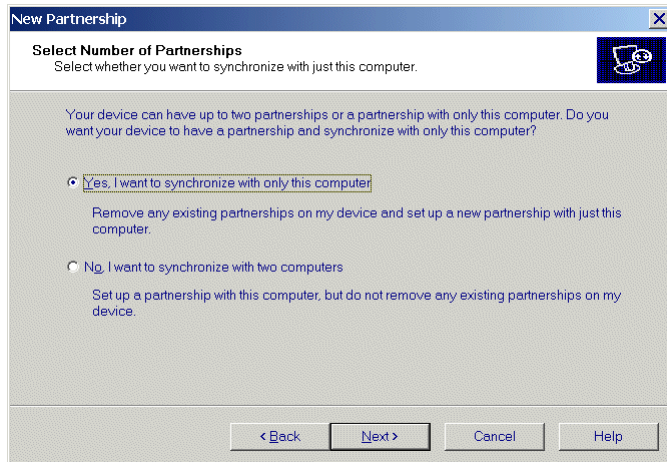 New Partnership
Select Number of Partnerships
Select whether you want to synchronize with just this computer.
Your device can have up to two partnerships or a partnership with only this computer. Do you
want your device to have a partnership and synchronize with only this computer?
Yes, I want to synchronize with only this computer
Remove any existing partnerships on my device and set up a new partnership with just this
computer.
No, I want to synchronize with two computers
Set up a partnership with this computer, but do not remove any existing partnerships on my
device.
< Back Next > Cancel Help